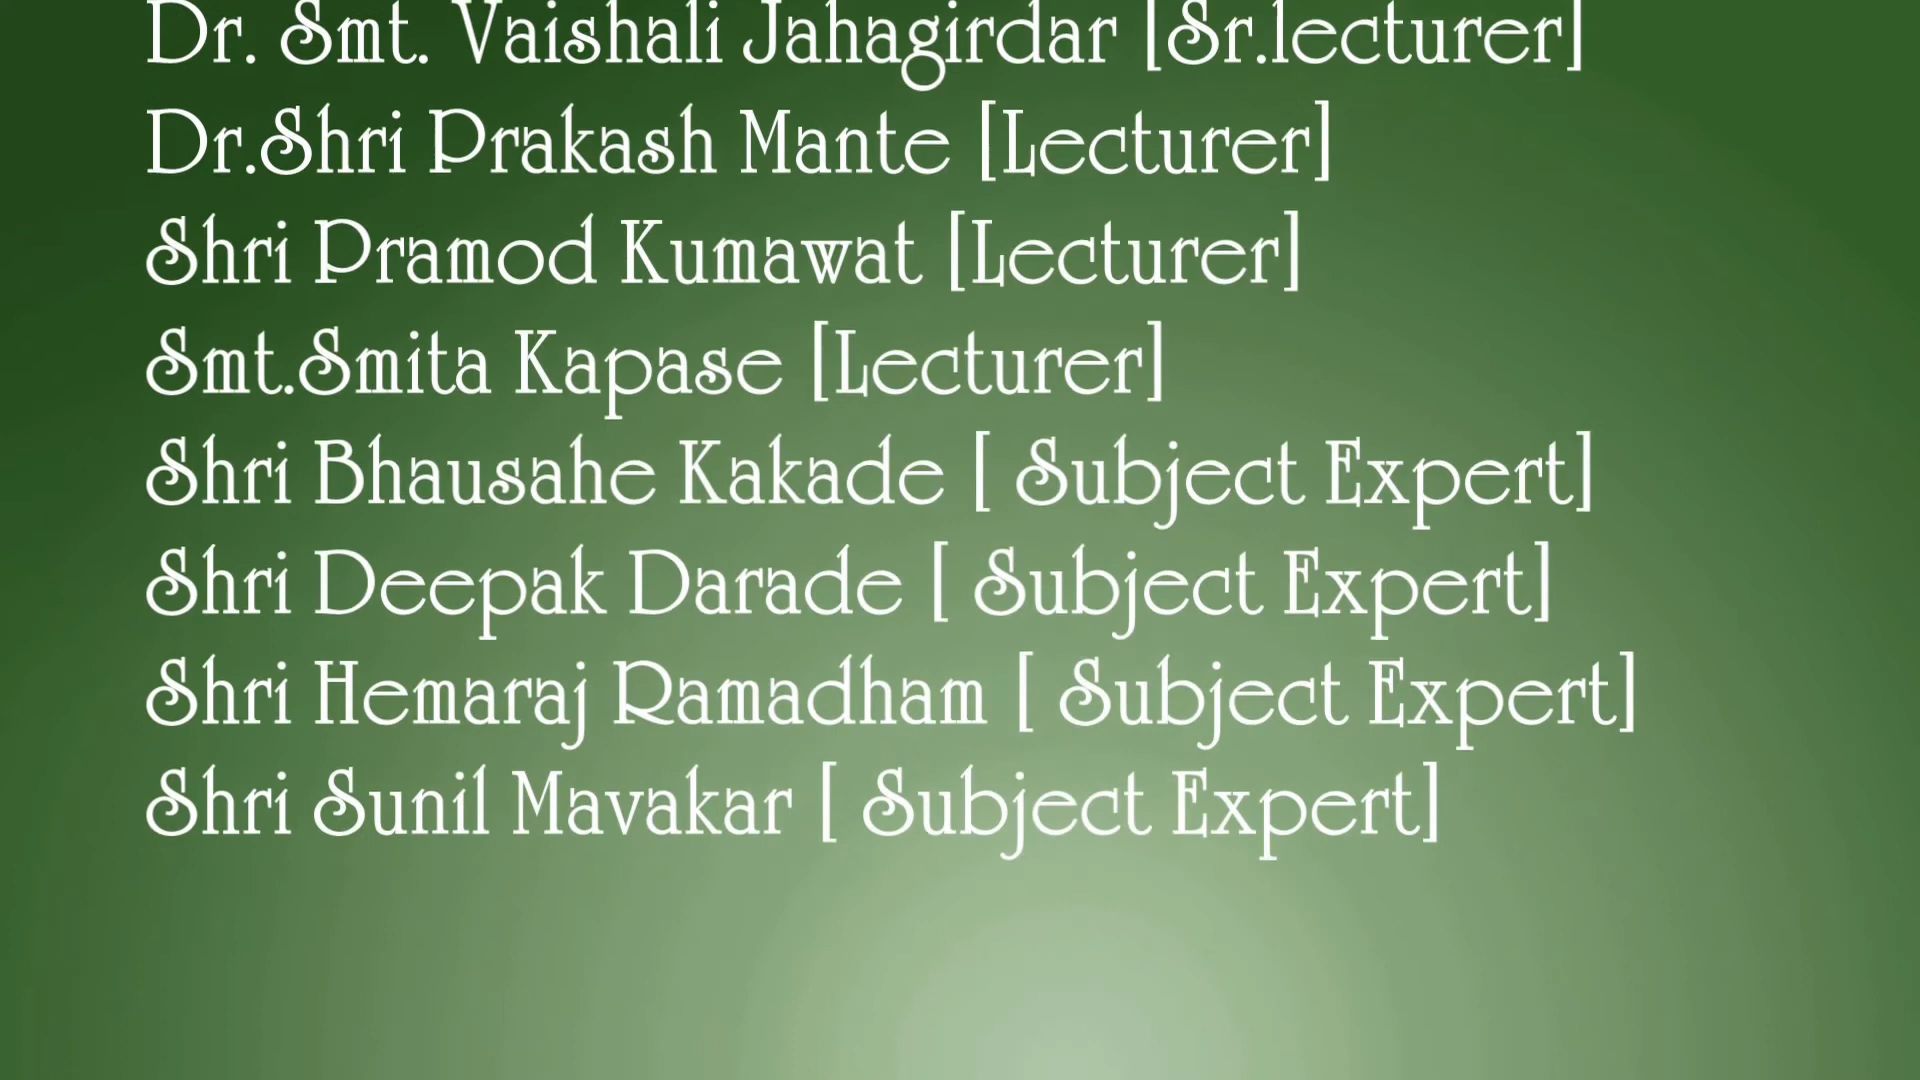 Dr. Smt. Vaishali Jahagirdar [Sr.lecturer]
Dr.Shri Prakash Mante [Lecturer]
Shri Pramod Kumawat [Lecturer]
Smt.Smita Kapase [Lecturer]
Shri Bhausahe Kakade [ Subject Expert]
Shri Deepak Darade [ Subject Expert]
Shri Hemaraj Ramadham [ Subject Expert]
Shri Sunil Mavakar [ Subject Expert]